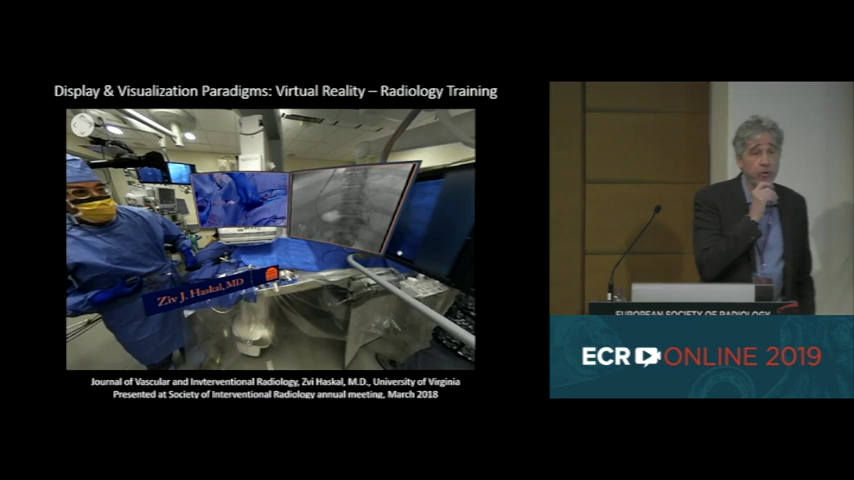 Display & Visualization Paradigms: Virtual Reality – Radiology Training
Ziv J. Haskal, MD
Journal of Vascular and Invterventional Radiology, Zvi Haskal, M.D., University of Virginia
Presented at Society of Interventional Radiology annual meeting, March 2018
EUROPEAN SOCIETY OF RADIOLOGY
ECR ONLINE 2019